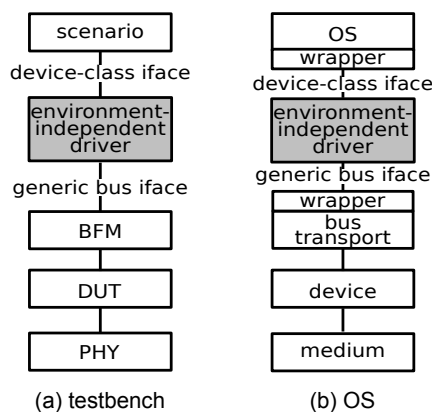 scenario
device-class iface
environment-
independent
driver
generic bus iface
BFM
DUT
PHY
(a) testbench
OS
wrapper
device-class iface
environment-
independent
driver
generic bus iface
wrapper
bus
transport
device
medium
(b) OS